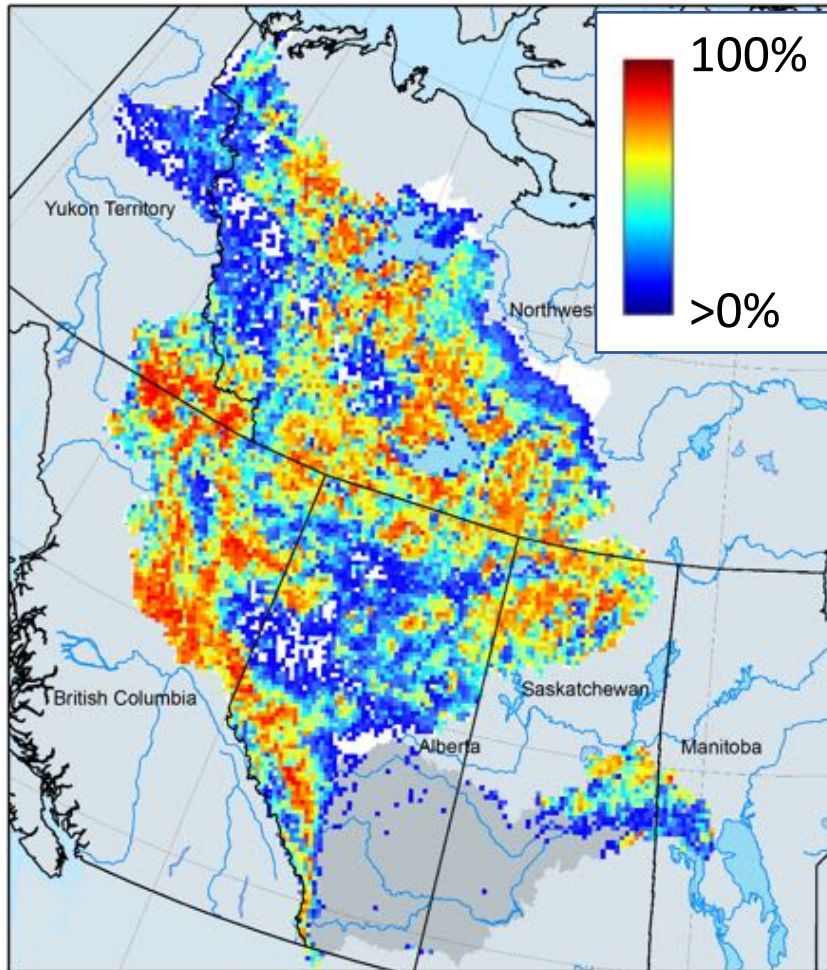 100%
>0%
Yukon Territory
Northwest
British Columbia
Alberta
Saskatchewan
Manitoba